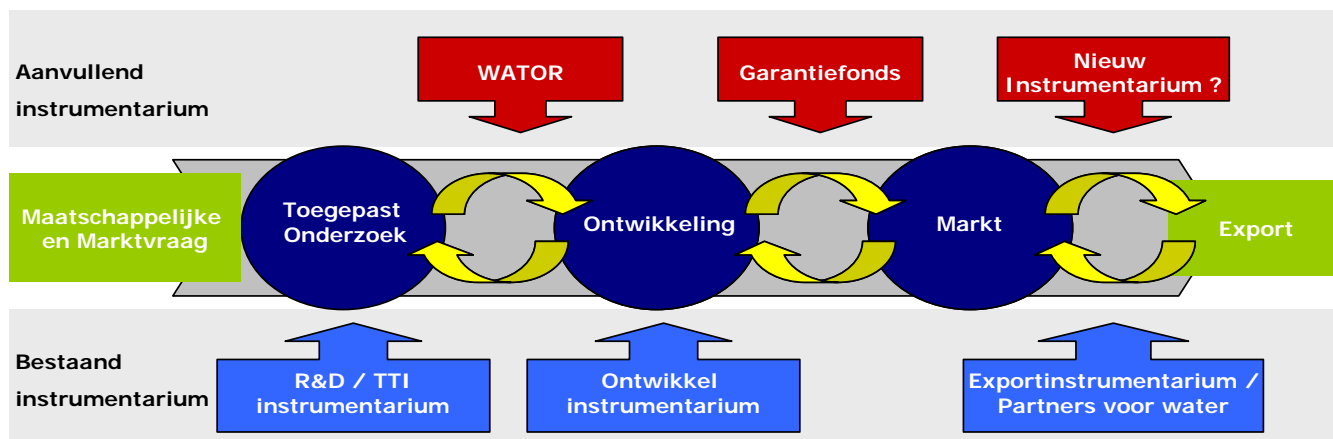 Aanvullend
instrumentarium
WATOR
Garantiefonds
Nieuw
Instrumentarium ?
Maatschappelijke
en Marktvraag
Toegepast
Onderzoek
Ontwikkeling
Markt
Export
Bestaand
instrumentarium
R&D / TTI
instrumentarium
Ontwikkel
instrumentarium
Exportinstrumentarium /
Partners voor water